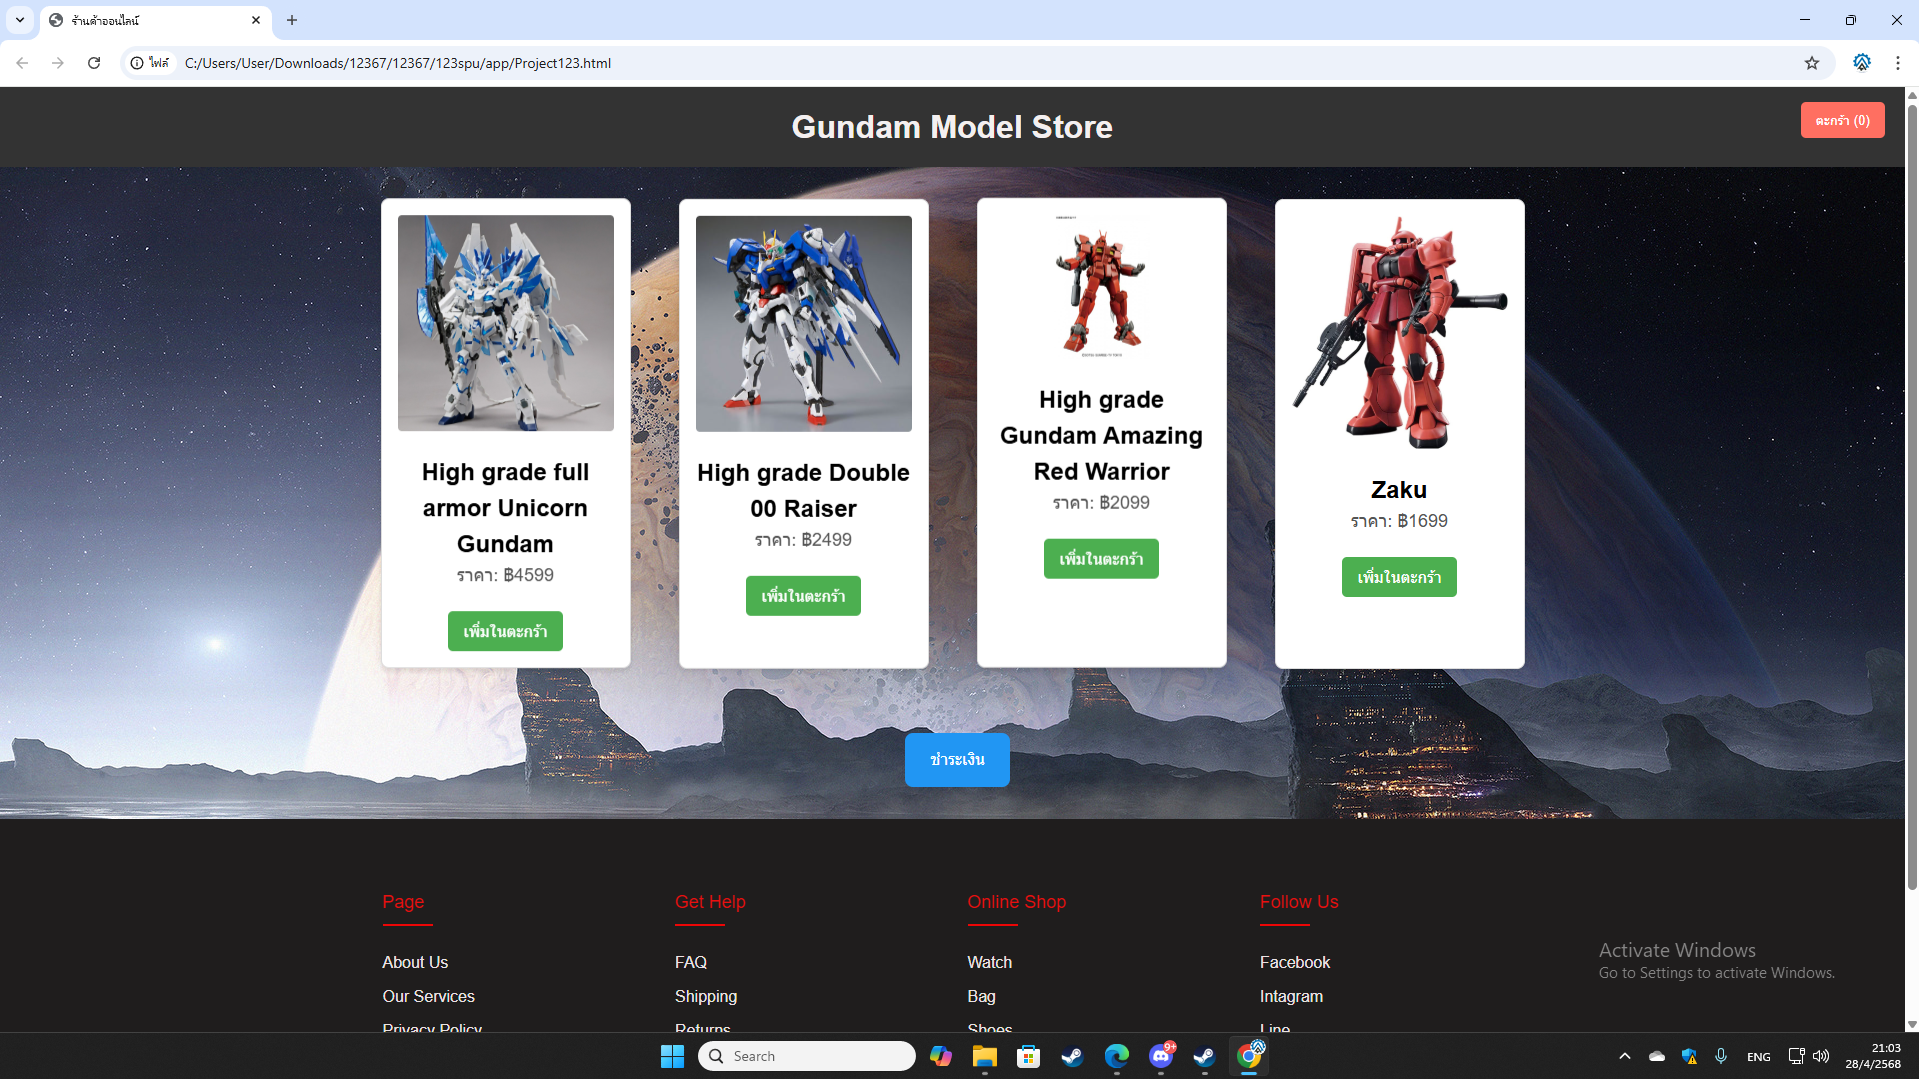 ร้านค้าออนไลน์
ไฟล์
C:/Users/User/Downloads/12367/12367/123spu/app/Project123.html
Gundam Model Store
ตะกร้า (0)
High grade full
armor Unicorn
Gundam
ราคา: ฿4599
เพิ่มในตะกร้า
High grade Double
00 Raiser
ราคา: ฿2499
เพิ่มในตะกร้า
High grade
Gundam Amazing
Red Warrior
ราคา: ฿2099
เพิ่มในตะกร้า
Zaku
ราคา: ฿1699
เพิ่มในตะกร้า
ชำระเงิน
Page
About Us
Our Services
Privacy Policy
Get Help
FAQ
Shipping
Returns
Online Shop
Watch
Bag
Shoes
Follow Us
Facebook
Intagram
Line
Activate Windows
Go to Settings to activate Windows.
Search
9+
ENG
21:03
28/4/2568